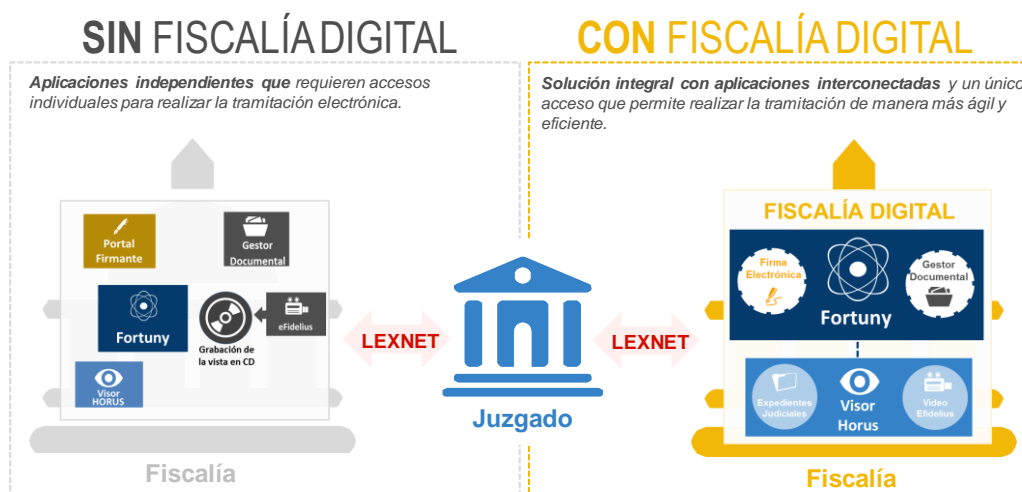 SIN FISCALÍA DIGITAL
Aplicaciones independientes que requieren accesos
individuales para realizar la tramitación electrónica.
Portal
Firmante
Gestor
Documental
Fortuny
eFidelius
Grabación de
la vista en CD
Visor
HORUS
Fiscalía
LEXNET
Juzgado
LEXNET
CON FISCALÍA DIGITAL
Solución integral con aplicaciones interconectadas y un único
acceso que permite realizar la tramitación de manera más ágil y
eficiente.
FISCALÍA DIGITAL
Firma
Electrónica
Gestor
Documental
Fortuny
Expedientes
Judiciales
Visor
Horus
Video
Efidelius
Fiscalía